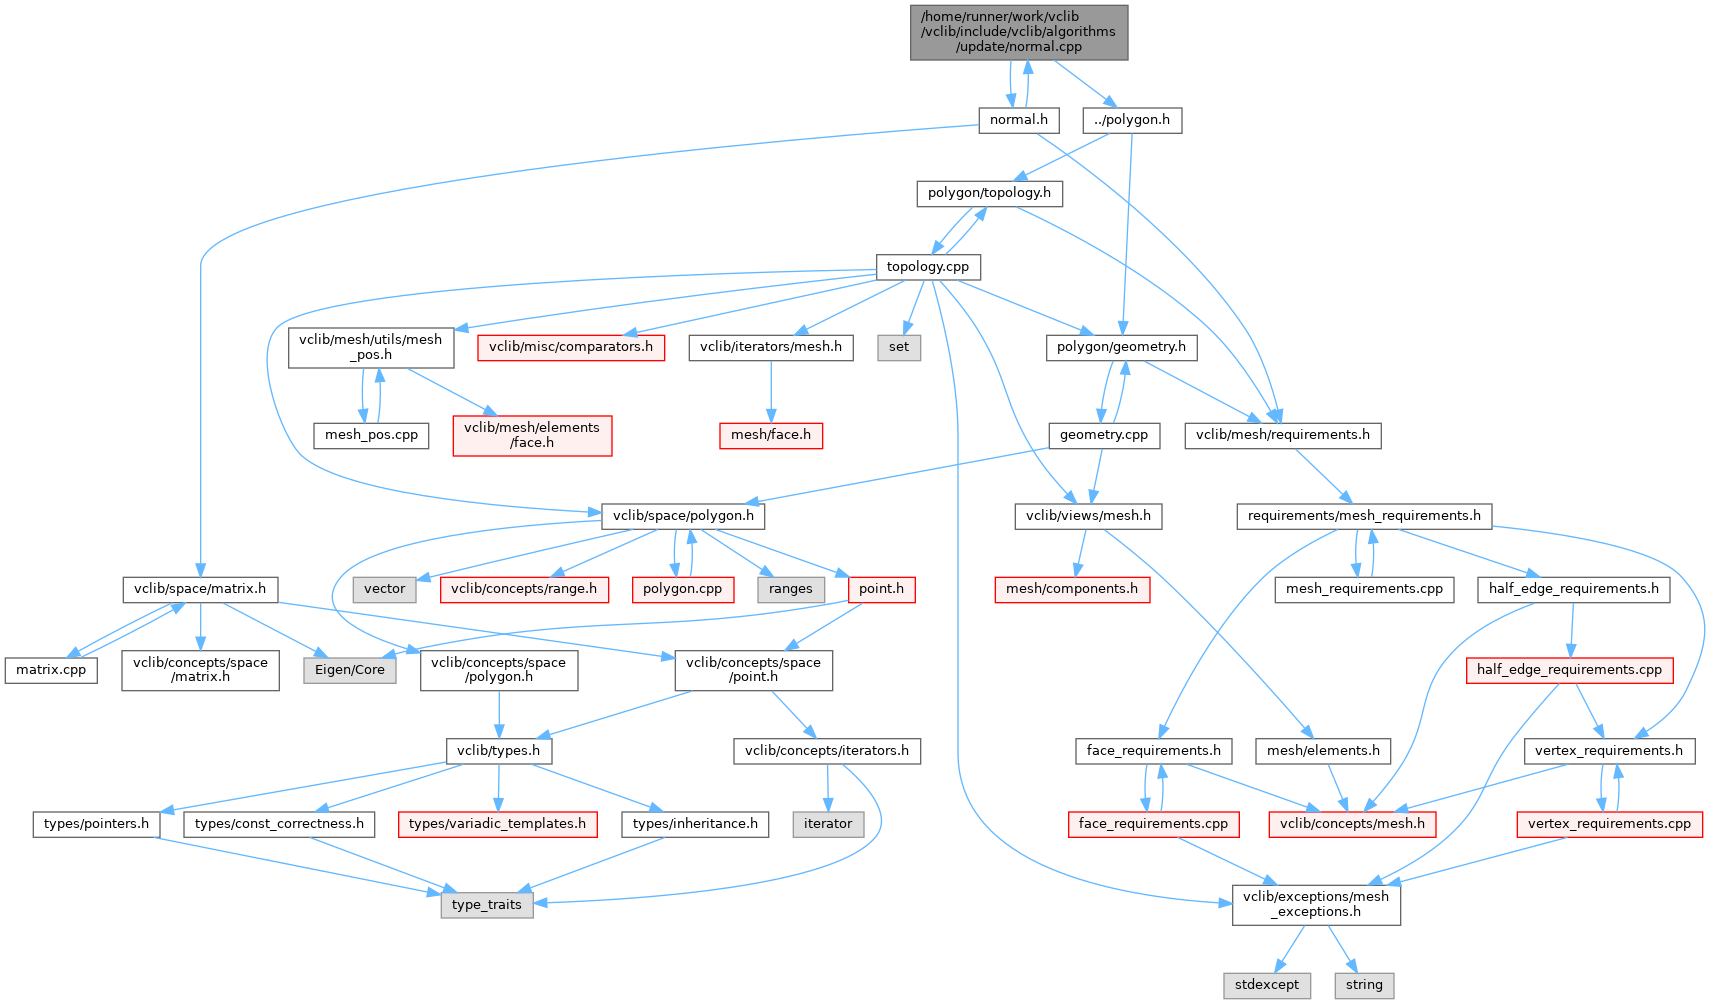 /home/runner/work/vclib
/vclib/include/vclib/algorithms
/update/normal.cpp
normal.h
../polygon.h
polygon/topology.h
topology.cpp
vclib/mesh/utils/mesh
_pos.h
vclib/misc/comparators.h
vclib/iterators/mesh.h
set
polygon/geometry.h
mesh_pos.cpp
vclib/mesh/elements
/face.h
mesh/face.h
geometry.cpp
vclib/mesh/requirements.h
vclib/space/polygon.h
vclib/views/mesh.h
requirements/mesh_requirements.h
vclib/space/matrix.h
vector
vclib/concepts/range.h
polygon.cpp
ranges
point.h
mesh/components.h
mesh_requirements.cpp
half_edge_requirements.h
matrix.cpp
vclib/concepts/space
/matrix.h
Eigen/Core
vclib/concepts/space
/polygon.h
vclib/concepts/space
/point.h
half_edge_requirements.cpp
vclib/types.h
vclib/concepts/iterators.h
face_requirements.h
mesh/elements.h
vertex_requirements.h
types/pointers.h
types/const_correctness.h
types/variadic_templates.h
types/inheritance.h
iterator
face_requirements.cpp
vclib/concepts/mesh.h
vertex_requirements.cpp
type_traits
vclib/exceptions/mesh
_exceptions.h
stdexcept
string